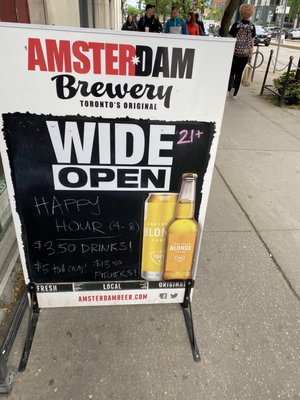 AMSTERDAM
Brewery
TORONTO'S ORIGINAL
WIDE 21+
OPEN
HAPPY
HOUR (4-8)
$3.50 DRINKS!
$5 tall cans! $13.50
PITCHERS!
BLONDE
BLONDE
FRESH LOCAL ORIGINAL
AMSTERDAMBEER.COM